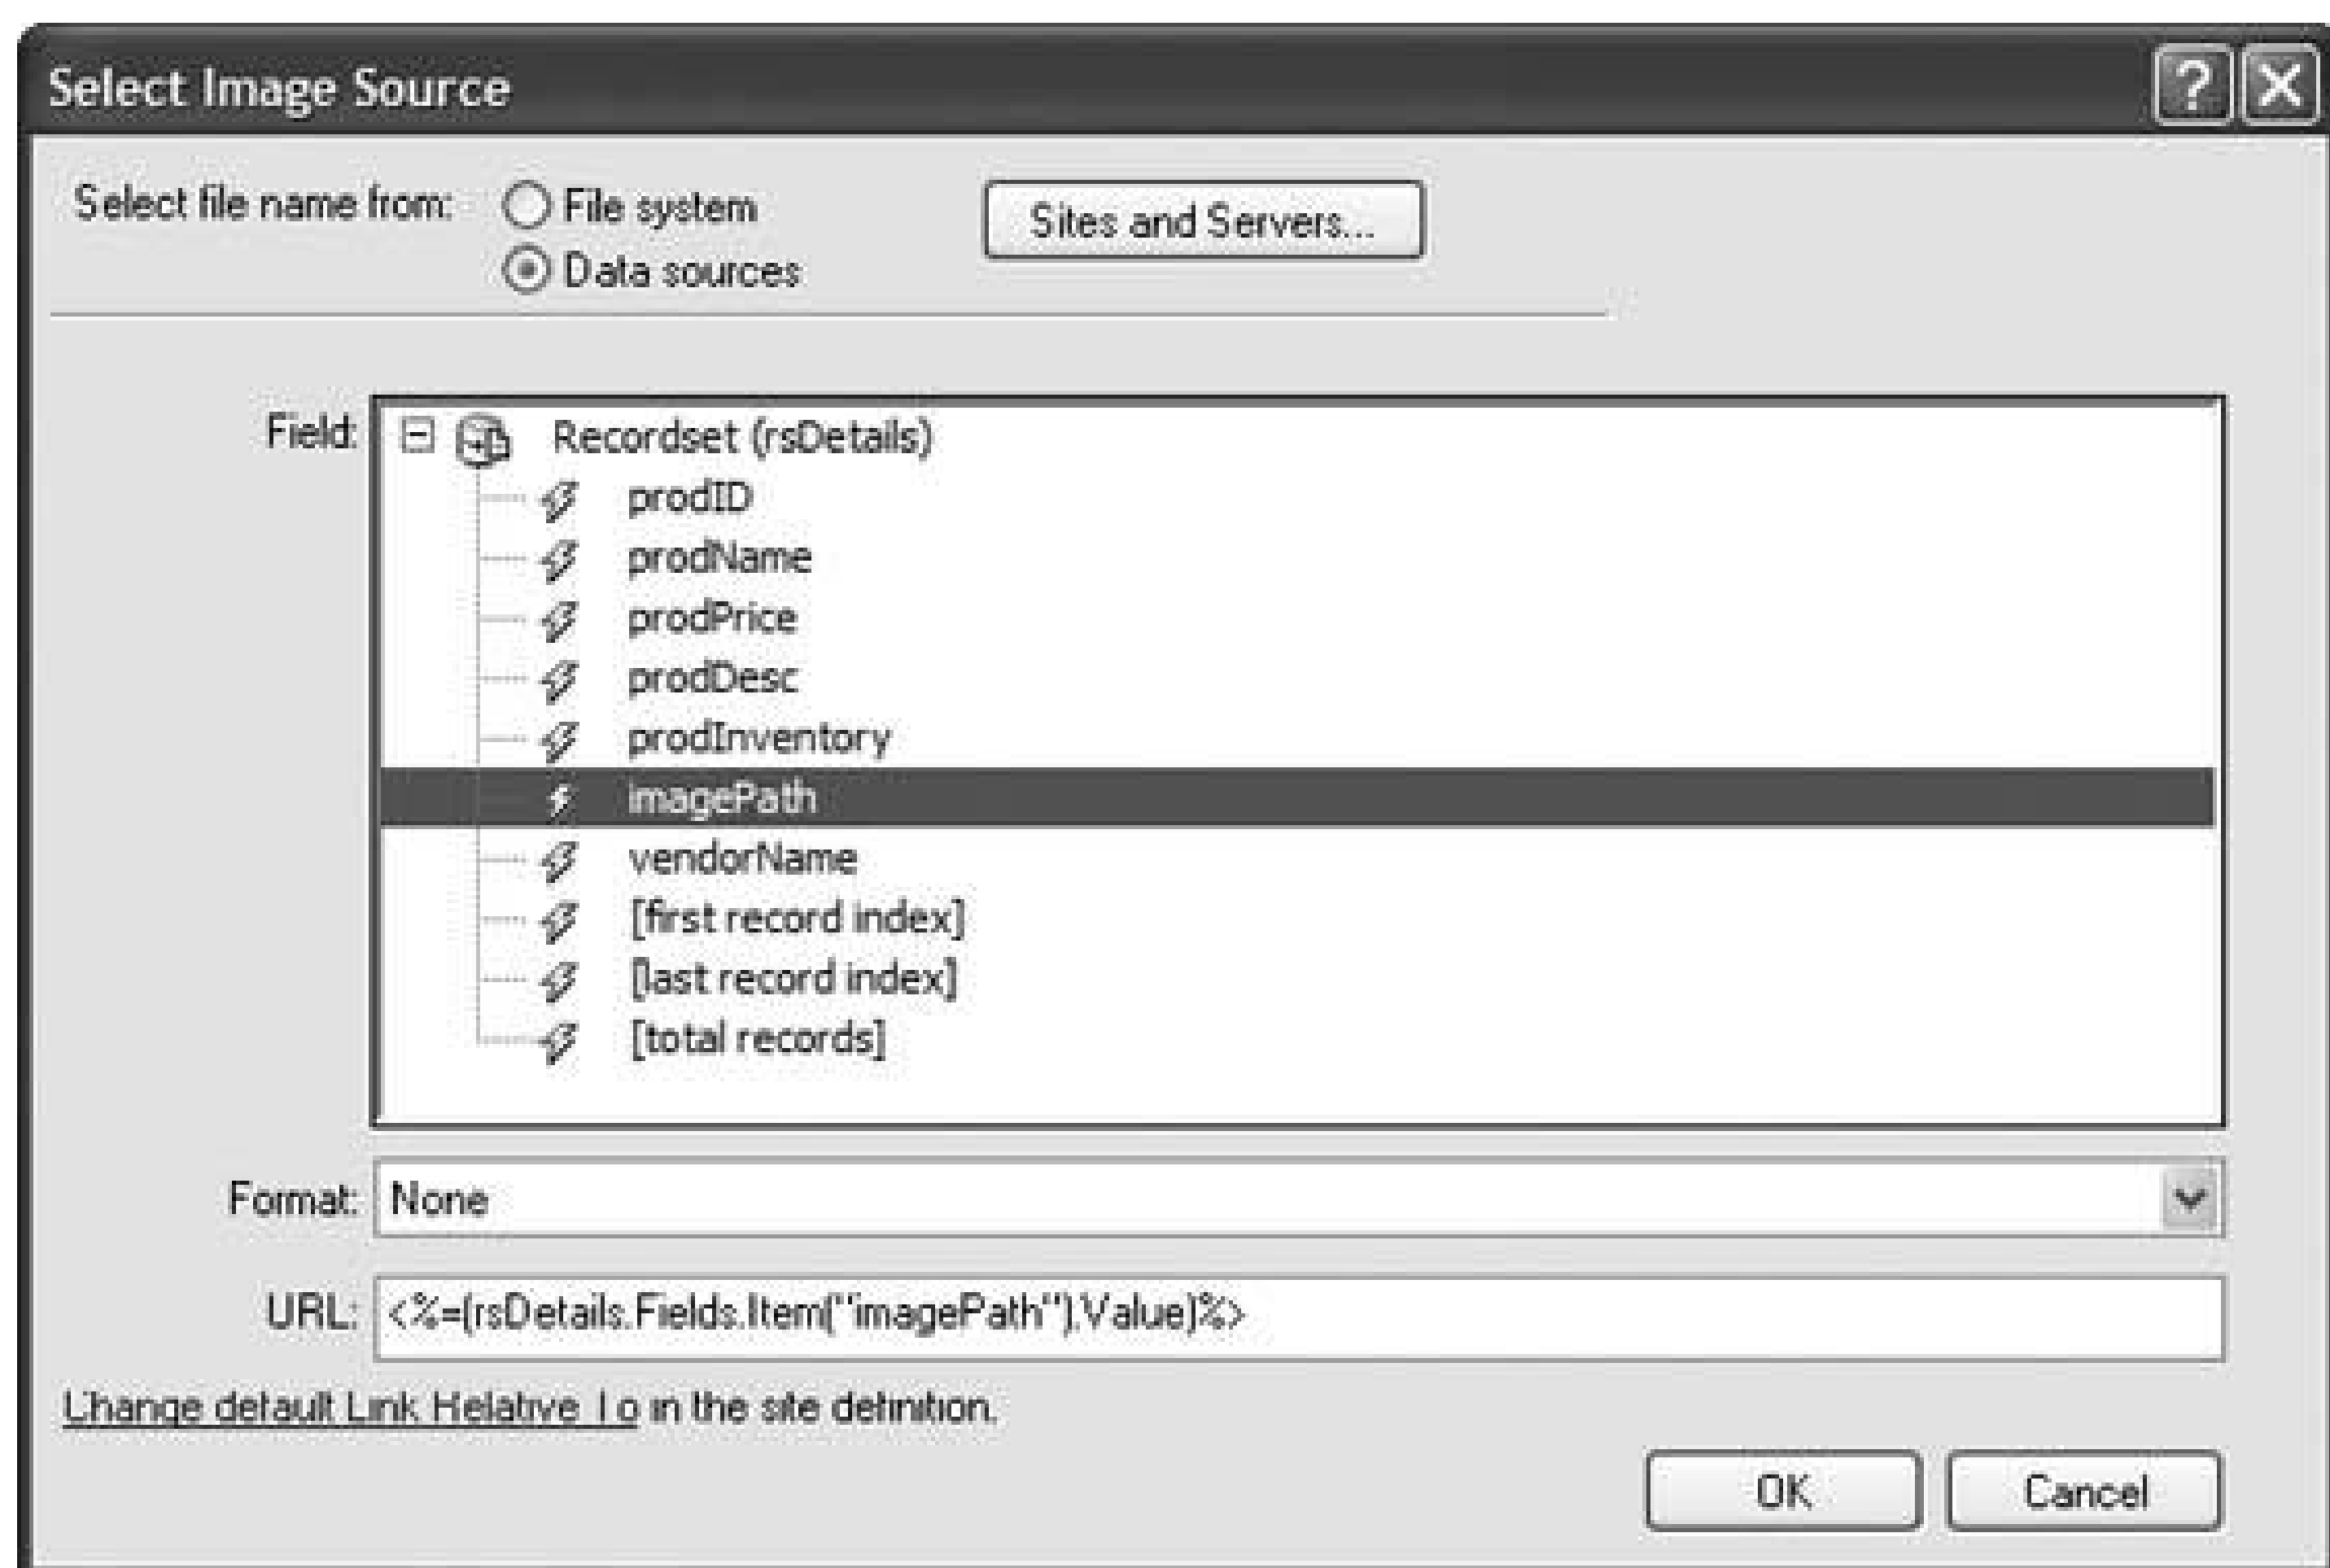 Select Image Source
Select file name from:
File system
Data sources
Sites and Servers...
Field:
Recordset (rsDetails)
prodID
prodName
prodPrice
prodDesc
prodInventory
imagePath
vendorName
[first record index]
[last record index]
[total records]
Format:
None
URL:
<%=(rsDetails.Fields.Item("imagePath").Value)%>
Change default Link Relative To in the site definition.
OK
Cancel